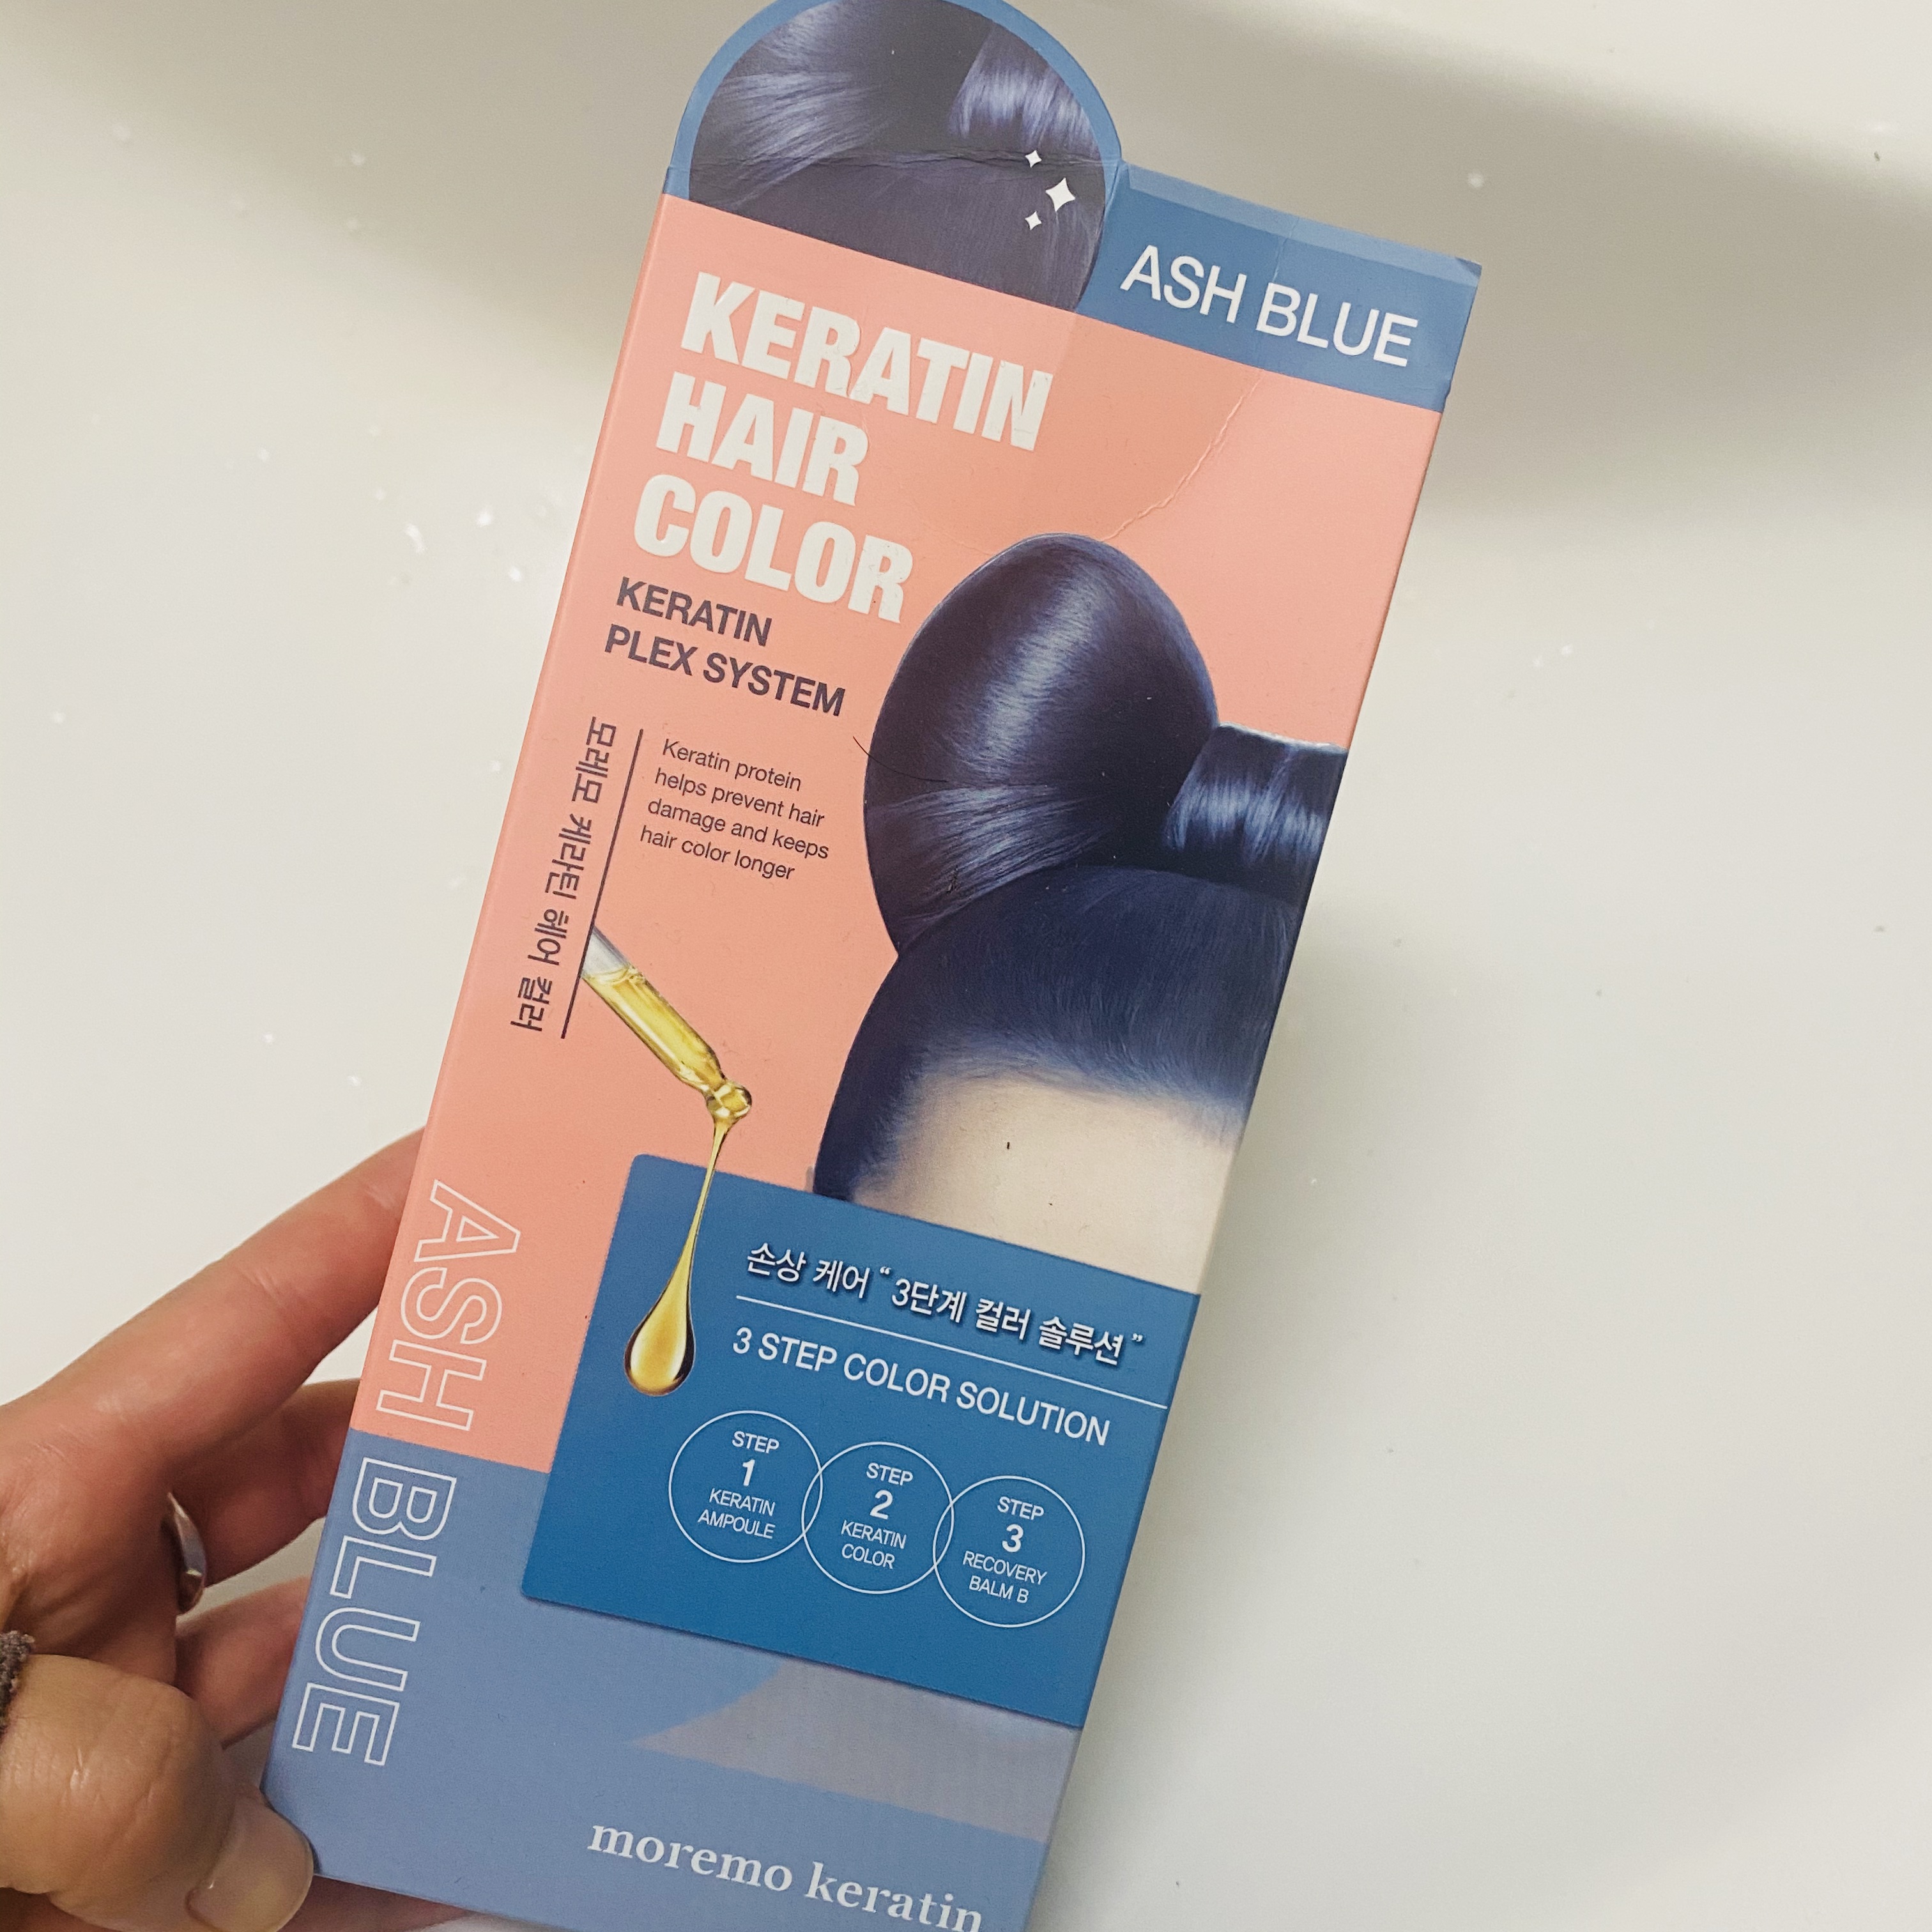 ASH BLUE
KERATIN
HAIR
COLOR
KERATIN
PLEX SYSTEM
모레모 케라틴 헤어 컬러
Keratin protein
helps prevent hair
damage and keeps
hair color longer
ASH BLUE
손상 케어 “3단계 컬러 솔루션”
3 STEP COLOR SOLUTION
STEP
1
KERATIN
AMPOULE
STEP
2
KERATIN
COLOR
STEP
3
RECOVERY
BALM B
moremo keratin